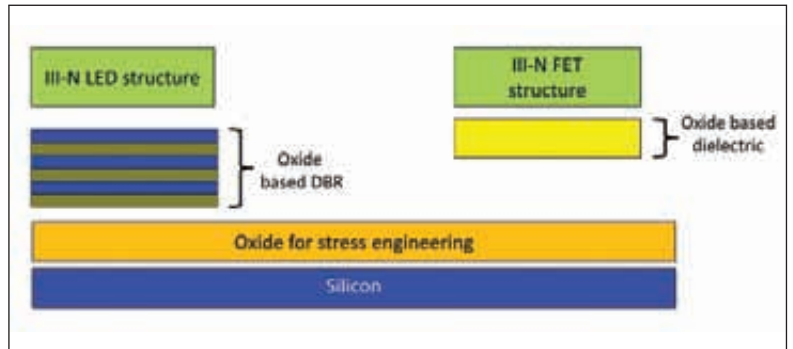 III-N LED structure
III-N FET
structure
Oxide based
dielectric
Oxide
based DBR
Oxide for stress engineering
Silicon